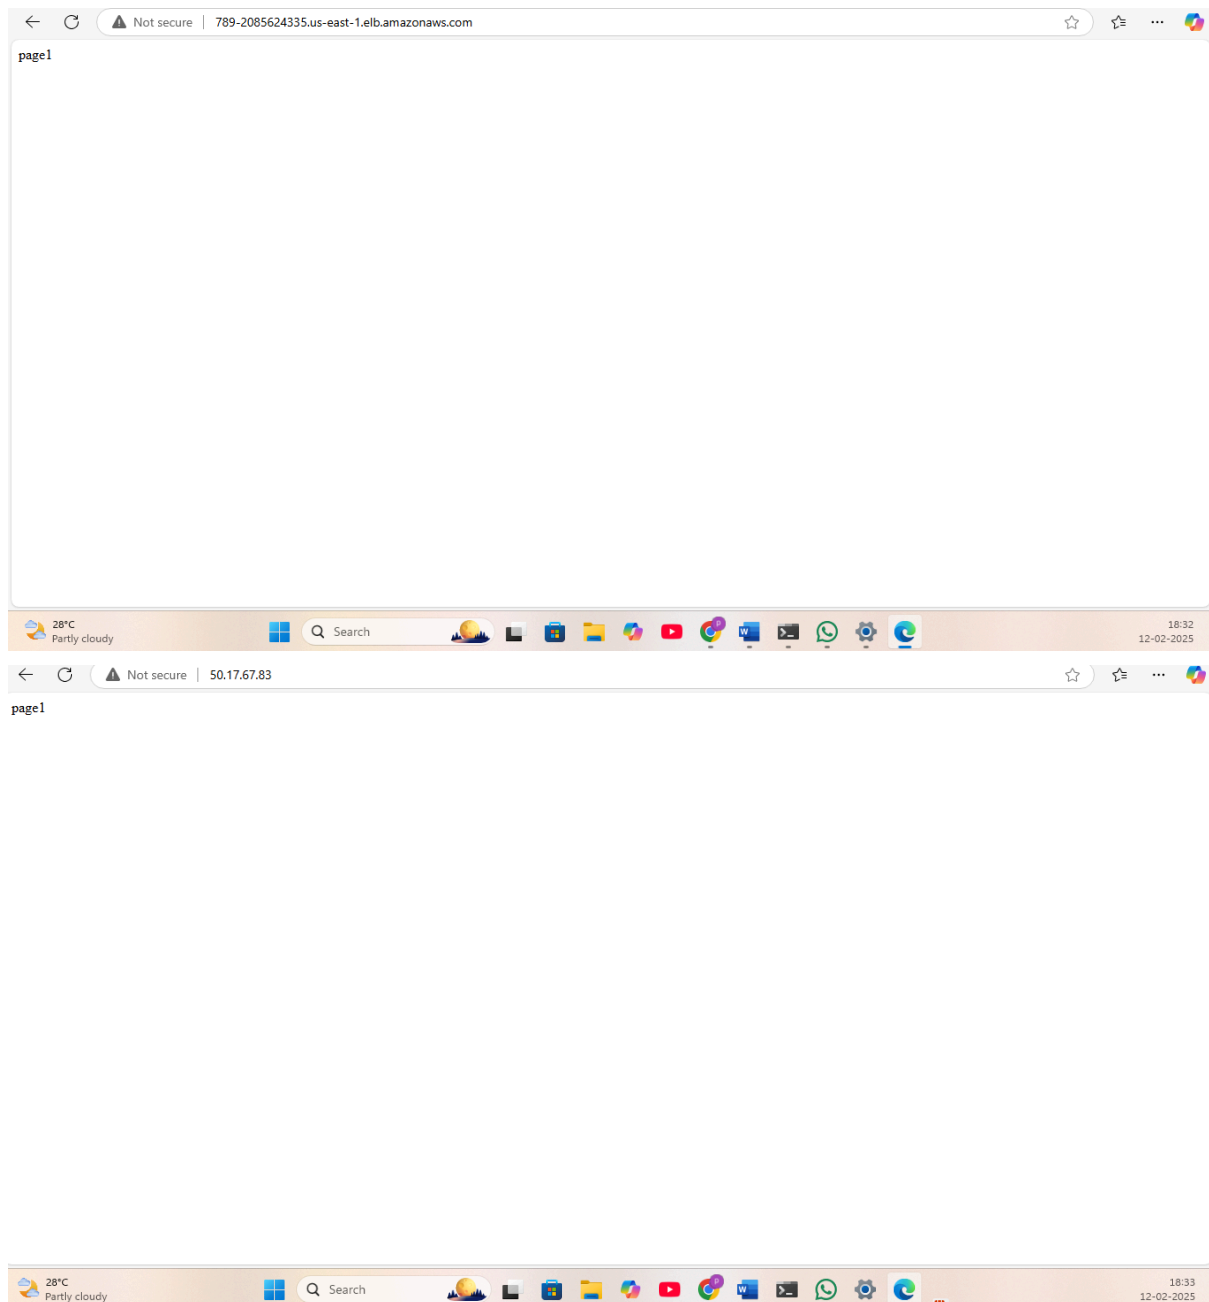 Not secure 789-2085624335.us-east-1.elb.amazonaws.com
page1
28°C
Partly cloudy
Search
P
W
18:32
12-02-2025
Not secure 50.17.67.83
page1
28°C
Partly cloudy
Search
P
W
18:33
12-02-2025